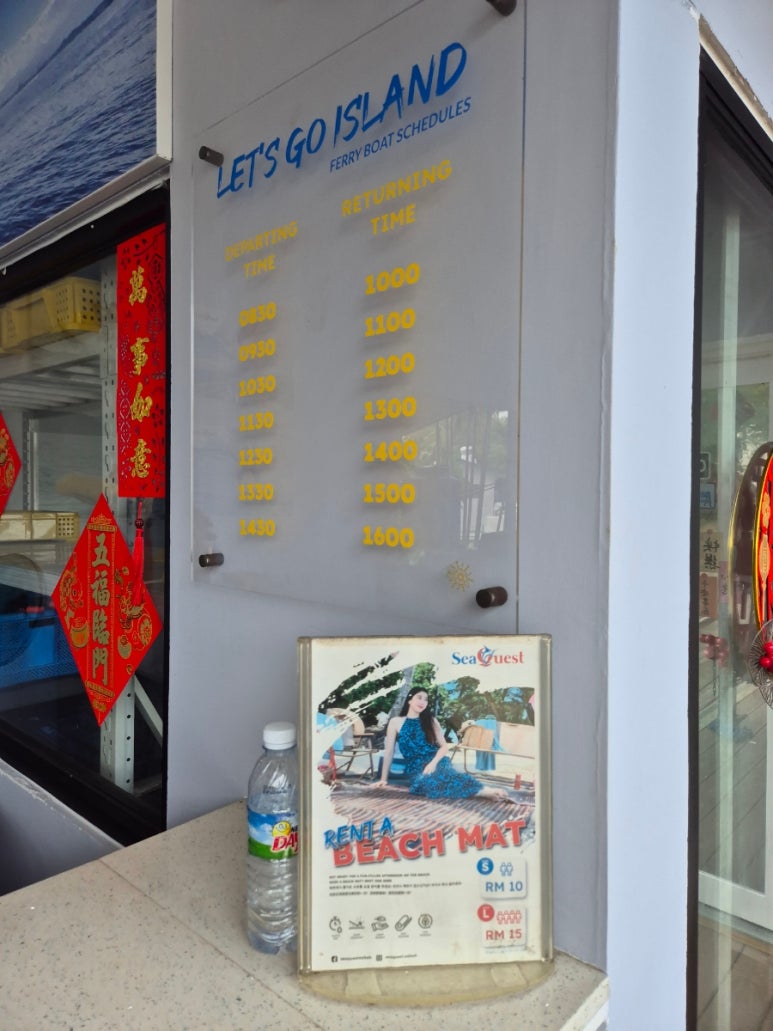 LET'S GO ISLAND
FERRY BOAT SCHEDULES
DEPARTING
TIME
0830
0930
1030
1130
1230
1330
1430
RETURNING
TIME
1000
1100
1200
1300
1400
1500
1600
萬事如意
五福臨門
SeaQuest
RENT A
BEACH MAT
S
RM 10
L
RM 15